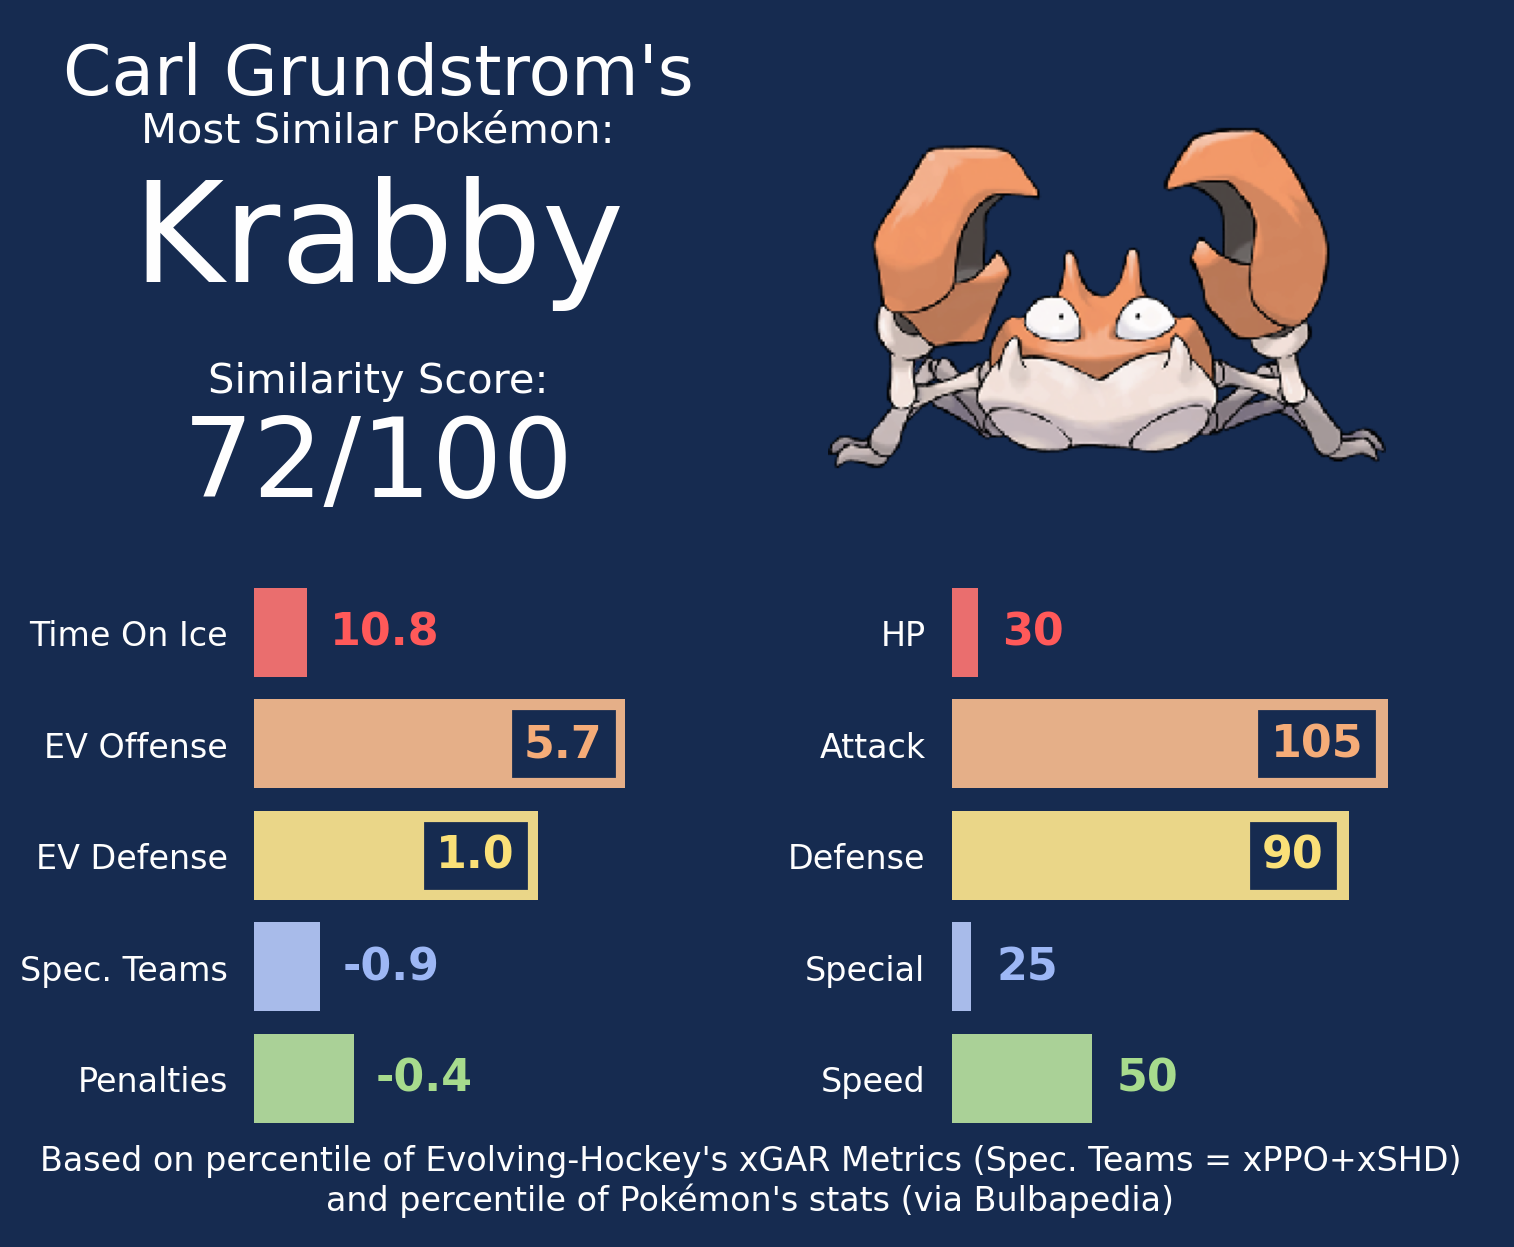 Carl Grundstrom's
Most Similar Pokémon:
Krabby
Similarity Score:
72/100
Time On Ice 10.8
EV Offense 5.7
EV Defense 1.0
Spec. Teams -0.9
Penalties -0.4
HP 30
Attack 105
Defense 90
Special 25
Speed 50
Based on percentile of Evolving-Hockey's xGAR Metrics (Spec. Teams = xPPO+xSHD)
and percentile of Pokémon's stats (via Bulbapedia)